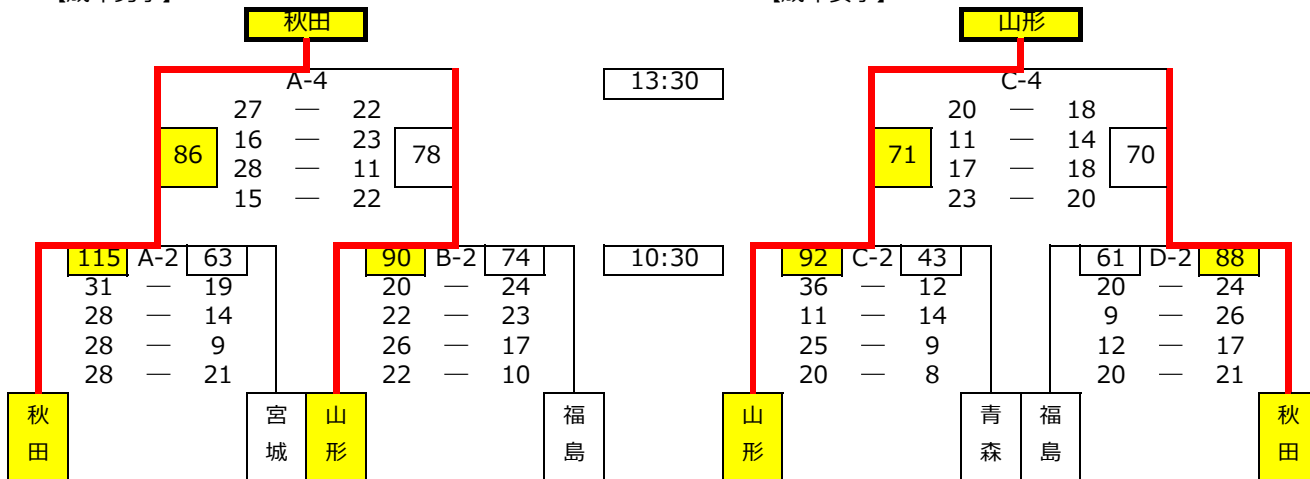 秋田 山形
A-4 13:30 C-4
27 — 22 20 — 18
16 — 23 11 — 14
86 78 71 70
28 — 11 17 — 18
15 — 22 23 — 20
115 A-2 63 90 B-2 74 10:30 92 C-2 43 61 D-2 88
31 — 19 20 — 24 36 — 12 20 — 24
28 — 14 22 — 23 11 — 14 9 — 26
28 — 9 26 — 17 25 — 9 12 — 17
28 — 21 22 — 10 20 — 8 20 — 21
秋田 宮城 山形 福島 山形 青森 福島 秋田